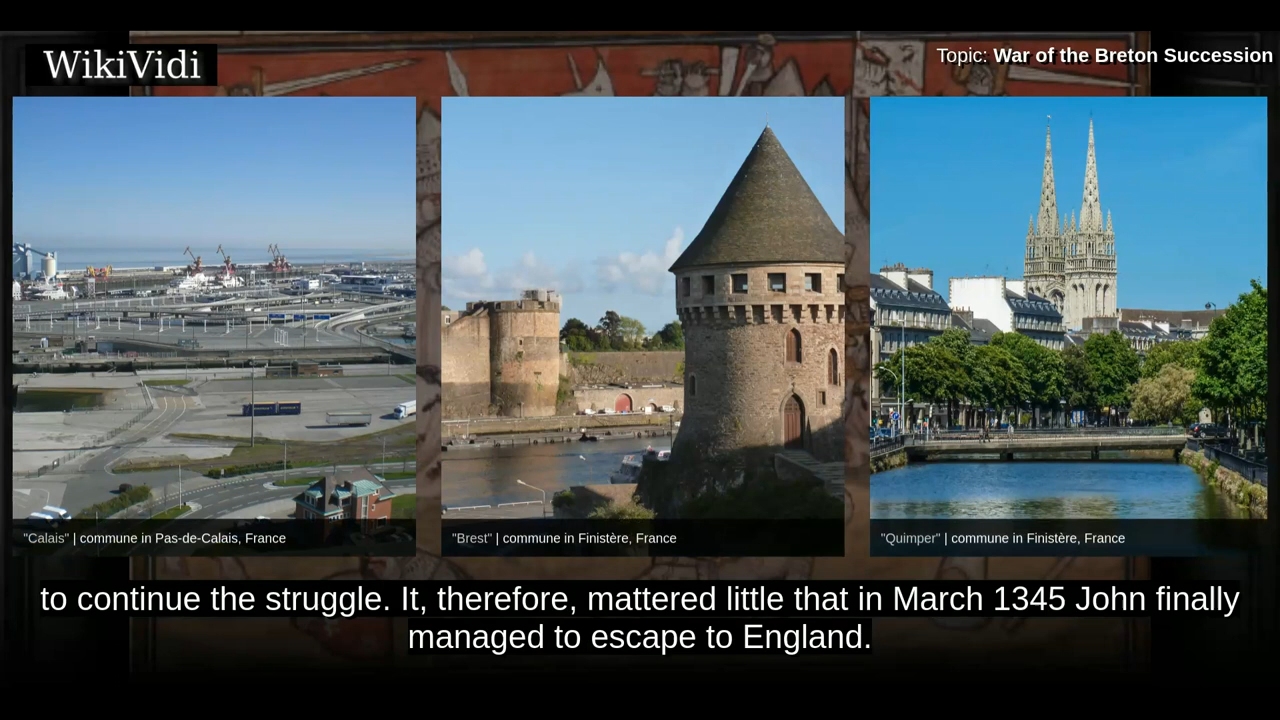 WikiVidi
Topic: War of the Breton Succession
"Calais" | commune in Pas-de-Calais, France
"Brest" | commune in Finistère, France
"Quimper" | commune in Finistère, France
to continue the struggle. It, therefore, mattered little that in March 1345 John finally
managed to escape to England.